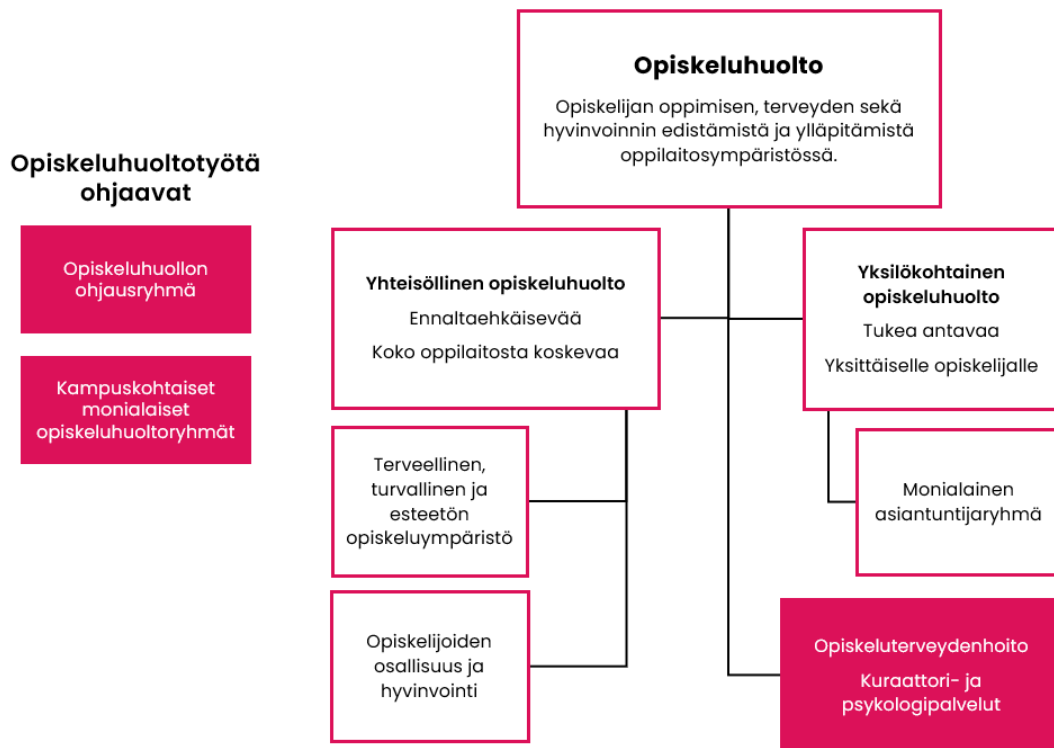 Opiskeluhuolto
Opiskelijan oppimisen, terveyden sekä
hyvinvoinnin edistämistä ja ylläpitämistä
oppilaitosympäristössä.
Opiskeluhuoltotyötä
ohjaavat
Opiskeluhuollon
ohjausryhmä
Kampuskohtaiset
monialaiset
opiskeluhuoltoryhmät
Yhteisöllinen opiskeluhuolto
Ennaltaehkäisevää
Koko oppilaitosta koskevaa
Terveellinen,
turvallinen ja
esteetön
opiskeluympäristö
Opiskelijoiden
osallisuus ja
hyvinvointi
Yksilökohtainen
opiskeluhuolto
Tukea antavaa
Yksittäiselle opiskelijalle
Monialainen
asiantuntijaryhmä
Opiskeluterveydenhoito
Kuraattori- ja
psykologipalvelut